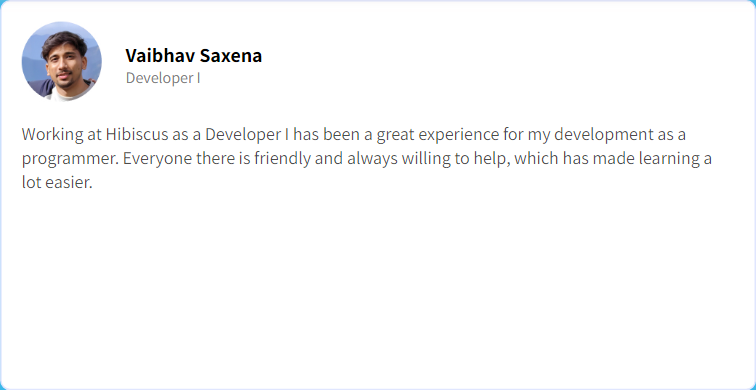 Vaibhav Saxena
Developer I
Working at Hibiscus as a Developer I has been a great experience for my development as a
programmer. Everyone there is friendly and always willing to help, which has made learning a
lot easier.